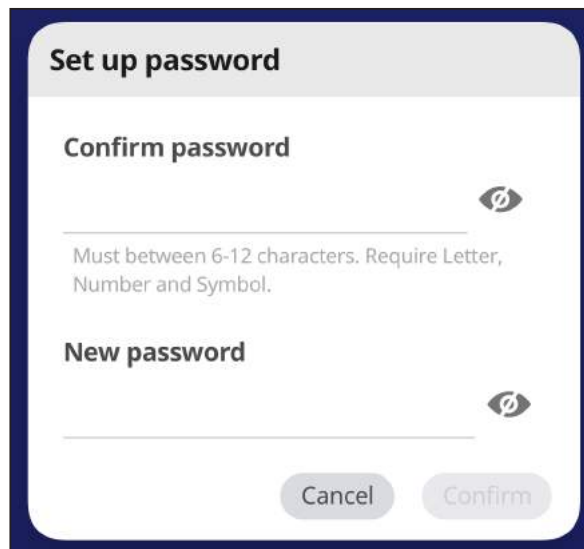 Set up password
Confirm password
Must between 6-12 characters. Require Letter,
Number and Symbol.
New password
Cancel
Confirm